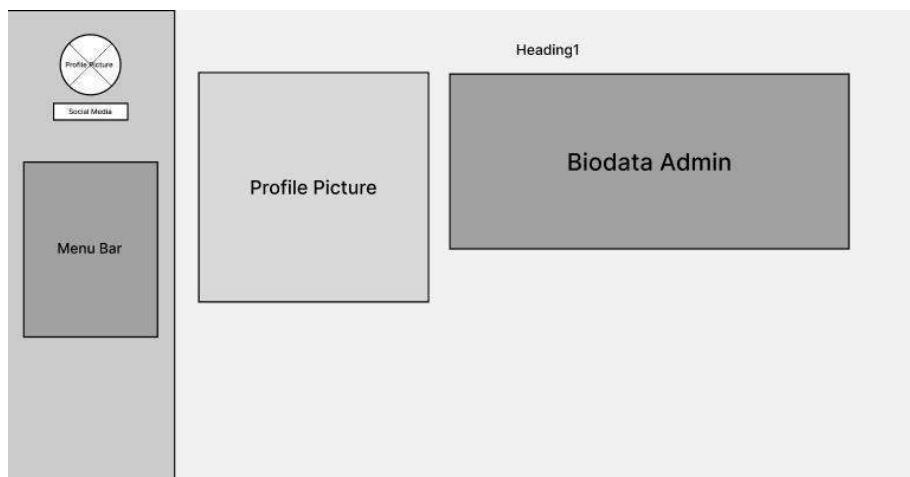 Profile Picture
Social Media
Menu Bar
Heading1
Profile Picture
Biodata Admin